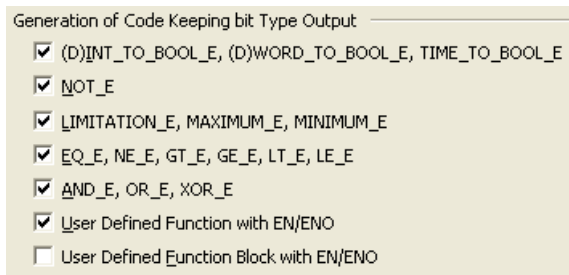 Generation of Code Keeping bit Type Output
(D)INT_TO_BOOL_E, (D)WORD_TO_BOOL_E, TIME_TO_BOOL_E
NOT_E
LIMITATION_E, MAXIMUM_E, MINIMUM_E
EQ_E, NE_E, GT_E, GE_E, LT_E, LE_E
AND_E, OR_E, XOR_E
User Defined Function with EN/ENO
User Defined Function Block with EN/ENO